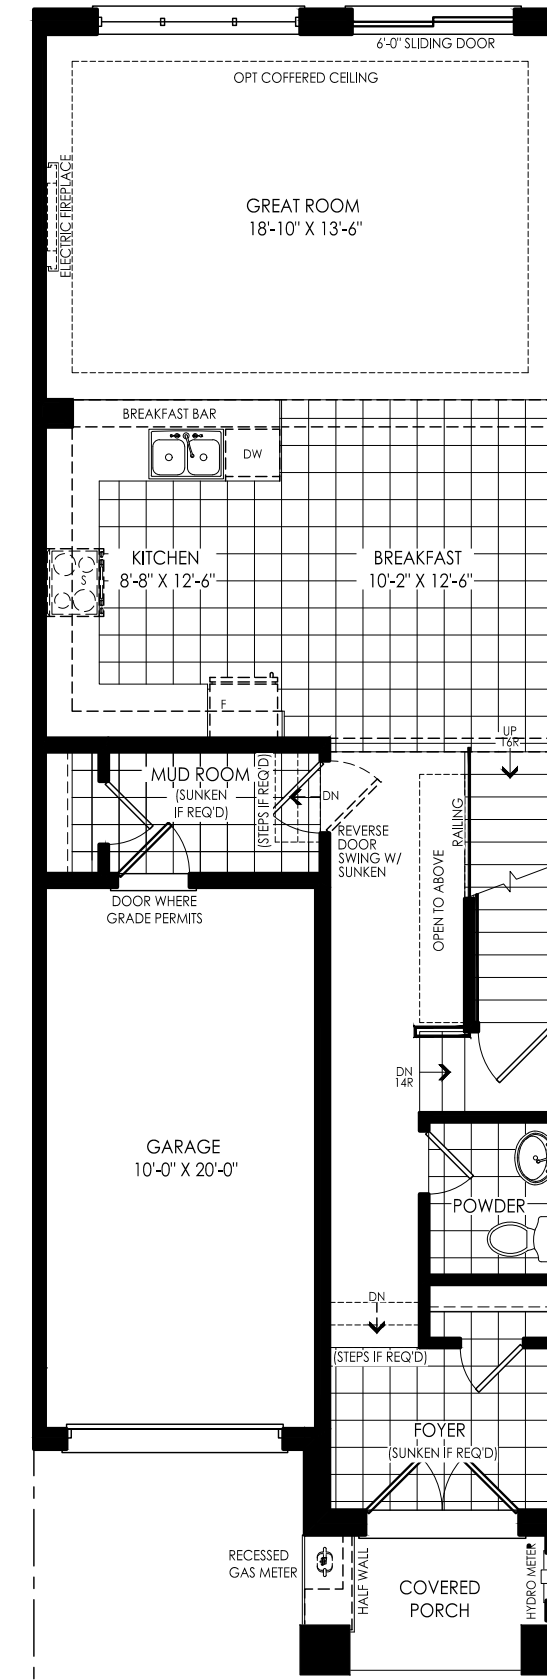 6'-0" SLIDING DOOR
OPT COFFERED CEILING
ELECTRIC FIREPLACE
GREAT ROOM
18'-10" X 13'-6"
BREAKFAST BAR
DW
KITCHEN
8'-8" X 12'-6"
S
BREAKFAST
10'-2" X 12'-6"
F
UP
16R
MUD ROOM
(SUNKEN
IF REQ'D)
(STEPS IF REQ'D)
DN
REVERSE
DOOR
SWING W/
SUNKEN
RAILING
OPEN TO ABOVE
DOOR WHERE
GRADE PERMITS
DN
14R
GARAGE
10'-0" X 20'-0"
POWDER
DN
(STEPS IF REQ'D)
FOYER
(SUNKEN IF REQ'D)
RECESSED
GAS METER
HALF WALL
COVERED
PORCH
HYDRO METER